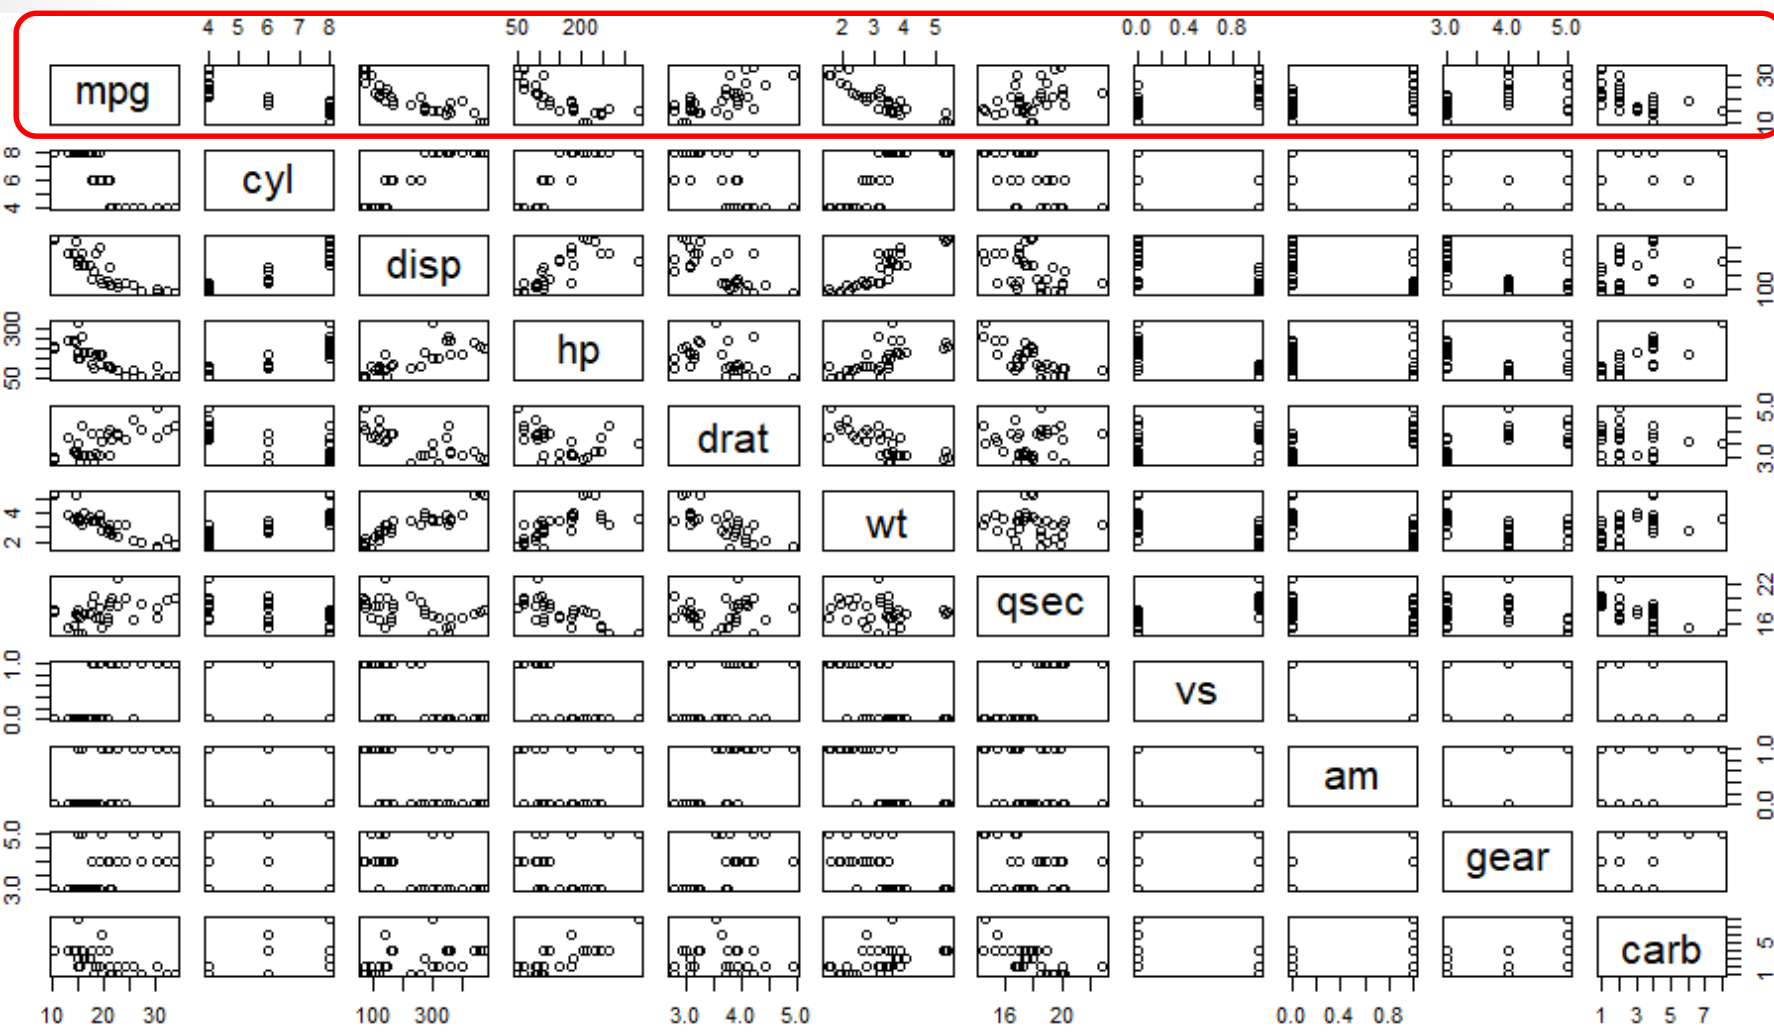 4 5 6 7 8 50 200 2 3 4 5 0.0 0.4 0.8 3.0 4.0 5.0
mpg 10 30
4 6 8 cyl
disp 100
50 300 hp
drat 3.0 5.0
2 4 wt
qsec 16 22
0.0 1.0 vs
am 0.0 1.0
3.0 5.0 gear
carb 1 5
10 20 30 100 300 3.0 4.0 5.0 16 20 0.0 0.4 0.8 1 3 5 7